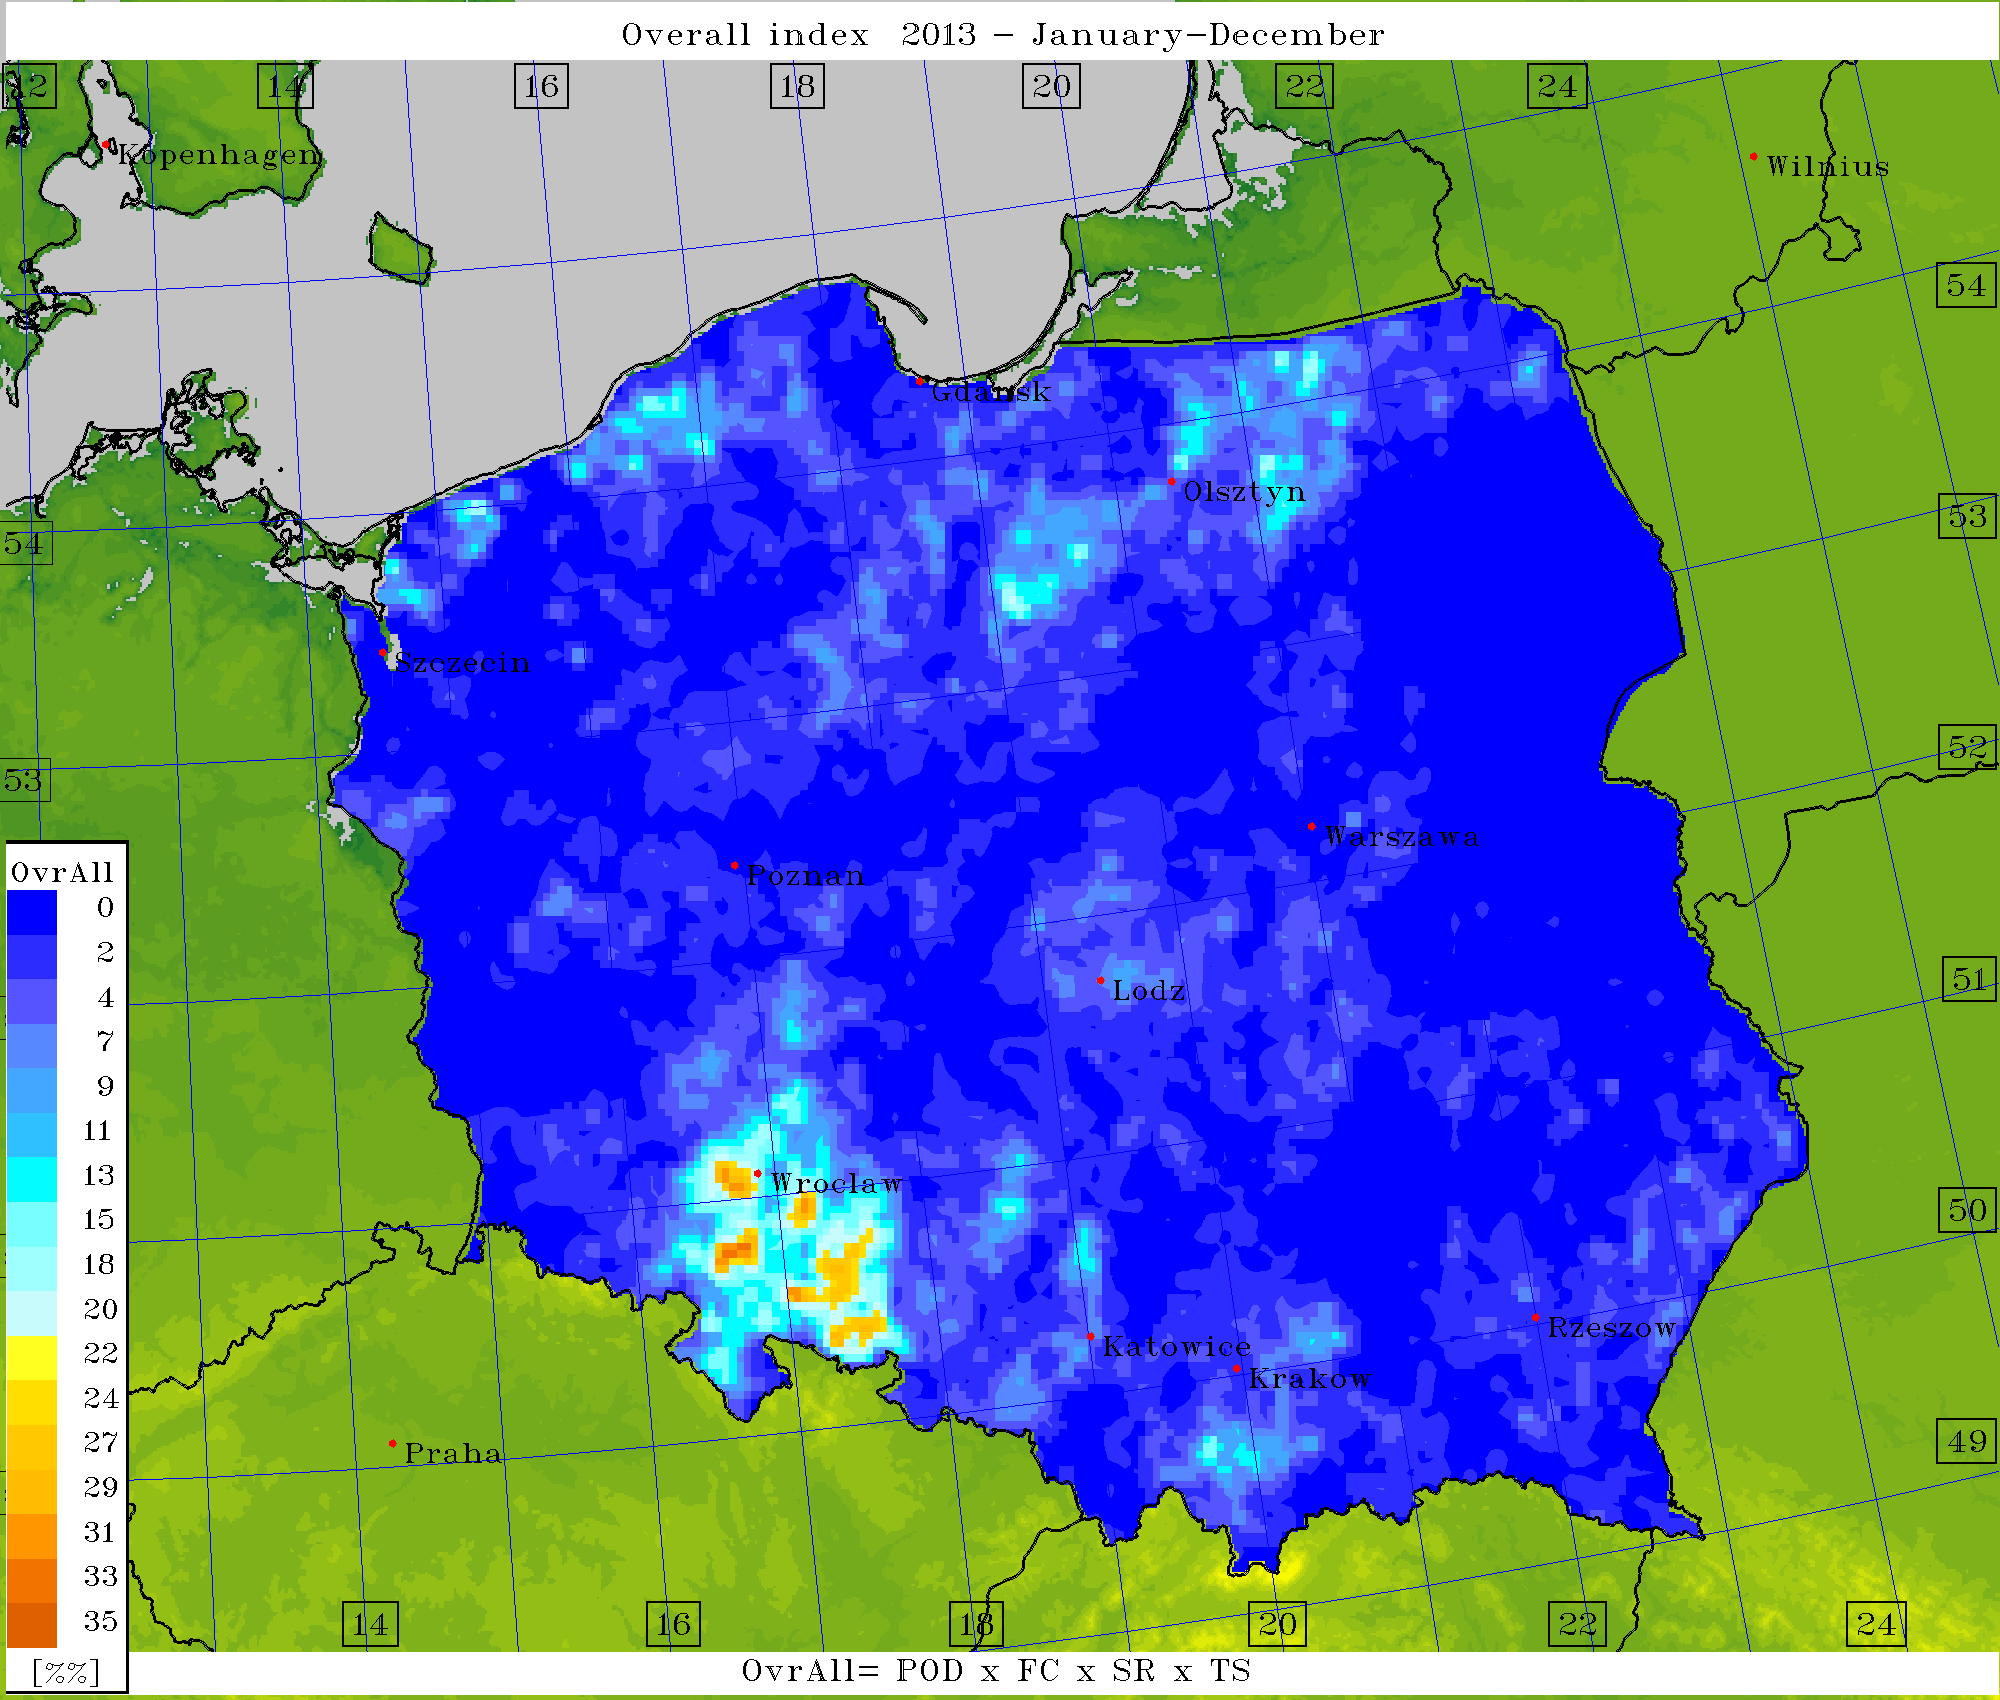 Overall index 2013 – January–December
12 14 16 18 20 22 24
Kopenhagen
Wilnius
54
Gdansk
Olsztyn
53
54
Szczecin
52
53
Warszawa
OvrAll
Poznan
0
2
51
4
Lodz
7
9
11
13
Wroclaw
15
50
18
20
Rzeszow
22
Katowice
24
Krakow
27
49
Praha
29
31
33
35
14 16 18 20 22 24
[%%]
OvrAll= POD x FC x SR x TS